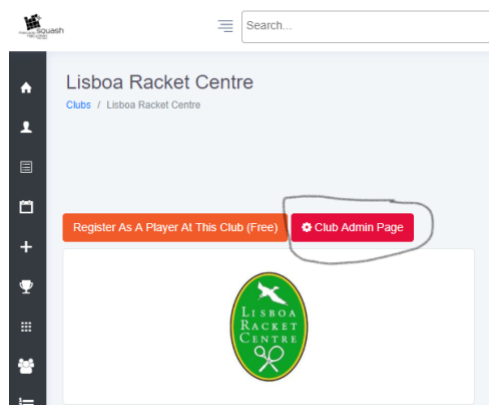 squash
Search...
Lisboa Racket Centre
Clubs / Lisboa Racket Centre
Register As A Player At This Club (Free)
Club Admin Page
LISBOA
RACKET
CENTRE